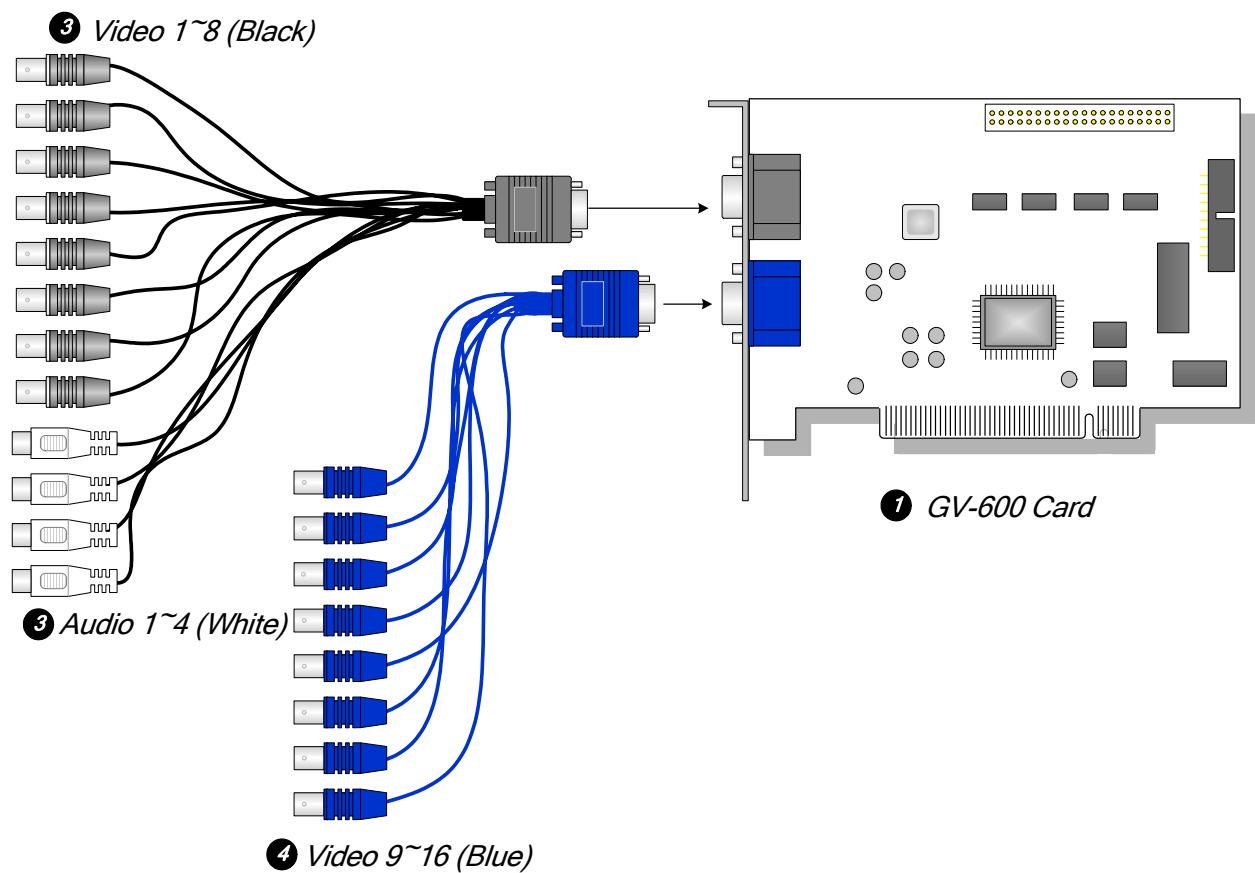 3 Video 1~8 (Black)
1 GV-600 Card
3 Audio 1~4 (White)
4 Video 9~16 (Blue)